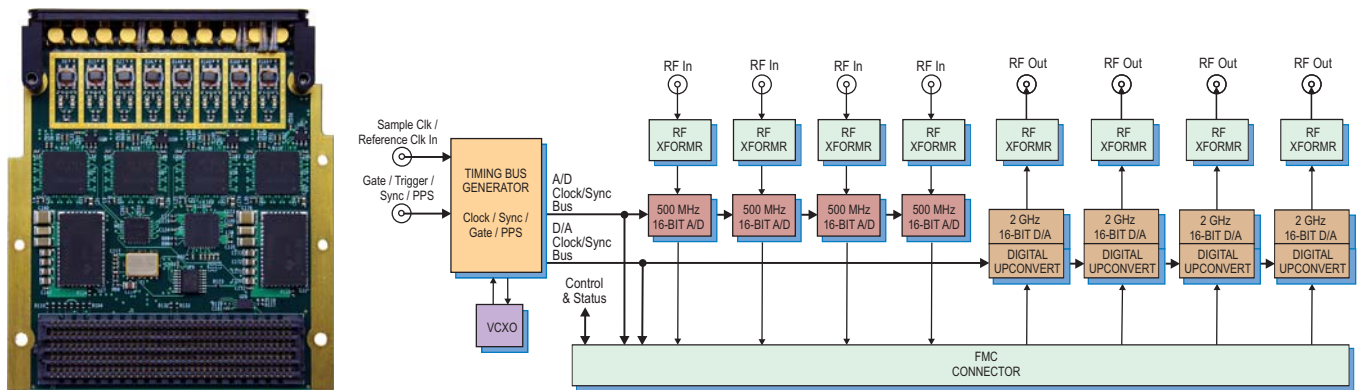 RF In
RF In
RF In
RF In
RF Out
RF Out
RF Out
RF Out
Sample Clk /
Reference Clk In
Gate / Trigger /
Sync / PPS
TIMING BUS
GENERATOR
Clock / Sync /
Gate / PPS
VCXO
A/D
Clock/Sync
Bus
D/A
Clock/Sync
Bus
Control
& Status
RF
XFORMR
RF
XFORMR
RF
XFORMR
RF
XFORMR
RF
XFORMR
RF
XFORMR
RF
XFORMR
RF
XFORMR
500 MHz
16-BIT A/D
500 MHz
16-BIT A/D
500 MHz
16-BIT A/D
500 MHz
16-BIT A/D
2 GHz
16-BIT D/A
DIGITAL
UPCONVERT
2 GHz
16-BIT D/A
DIGITAL
UPCONVERT
2 GHz
16-BIT D/A
DIGITAL
UPCONVERT
2 GHz
16-BIT D/A
DIGITAL
UPCONVERT
FMC
CONNECTOR